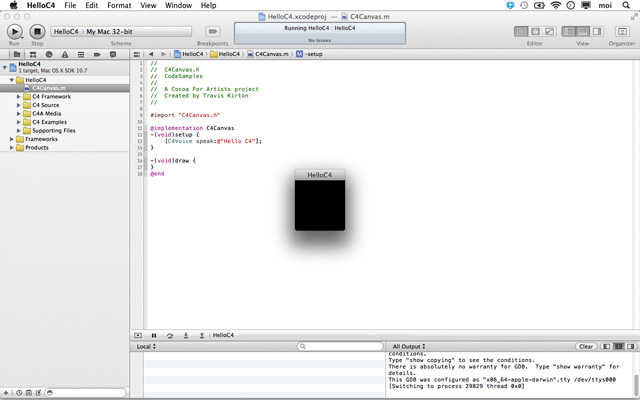 HelloC4 File Edit Format View Window Help moi
HelloC4.xcodeproj — C4Canvas.m
Run Stop
HelloC4 My Mac 32-bit
Scheme
Breakpoints
Running HelloC4 : HelloC4
No Issues
Editor View Organizer
HelloC4 HelloC4 C4Canvas.m M -setup
HelloC4
1 target, Mac OS X SDK 10.7
HelloC4
C4Canvas.m
C4 Framework
C4 Source
C4A Media
C4 Examples
Supporting Files
Frameworks
Products
1 //
2 // C4Canvas.h
3 // CodeSamples
4 //
5 // A Cocoa For Artists project
6 // Created by Travis Kirton
7 //
8
9 #import "C4Canvas.h"
10
11 @implementation C4Canvas
12 -(void)setup {
13 [C4Voice speak:@"Hello C4"];
14 }
15
16 -(void)draw {
17 }
18 @end
HelloC4
HelloC4
Local
All Output
Clear
conditions.
Type "show copying" to see the conditions.
There is absolutely no warranty for GDB. Type "show warranty" for
details.
This GDB was configured as "x86_64-apple-darwin".tty /dev/ttys000
[Switching to process 29829 thread 0x0]